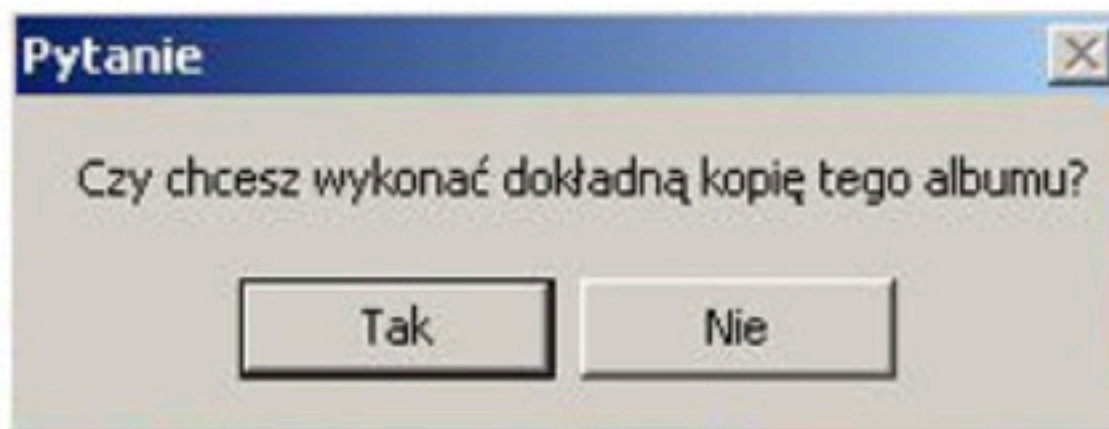 Pytanie
Czy chcesz wykonać dokładną kopię tego albumu?
Tak
Nie